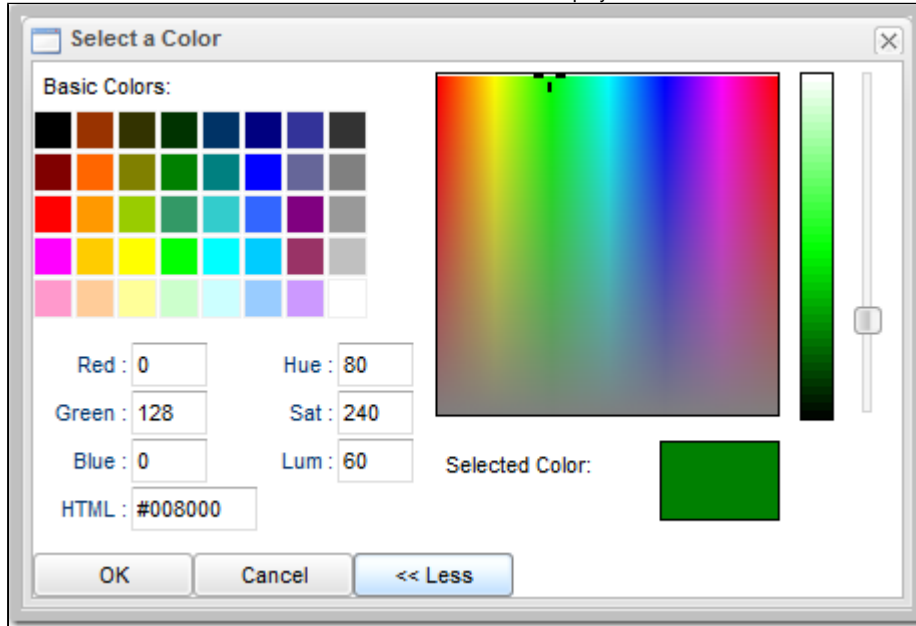 Select a Color
Basic Colors:
Red : 0 Hue : 80
Green : 128 Sat : 240
Blue : 0 Lum : 60
HTML : #008000
Selected Color:
OK Cancel << Less